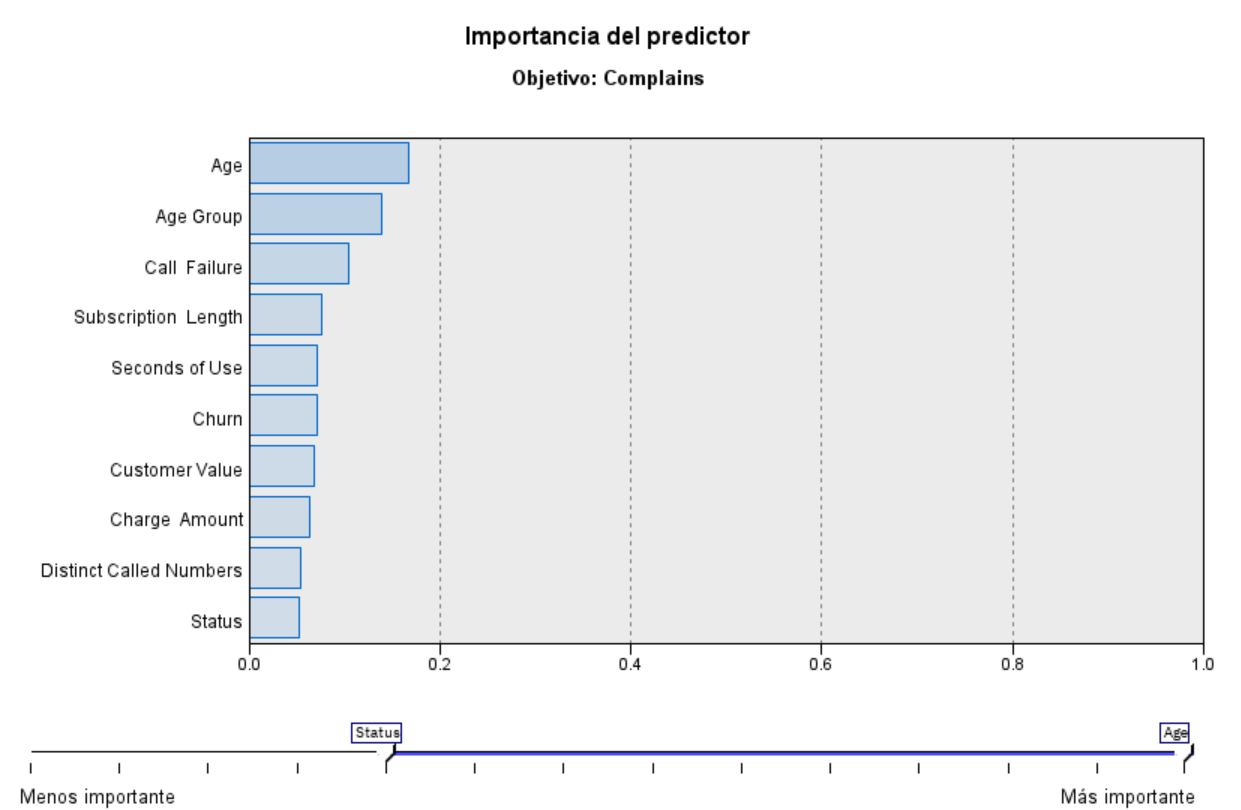 Importancia del predictor
Objetivo: Complains
Age
Age Group
Call Failure
Subscription Length
Seconds of Use
Churn
Customer Value
Charge Amount
Distinct Called Numbers
Status
0.0 0.2 0.4 0.6 0.8 1.0
Status Age
Menos importante Más importante